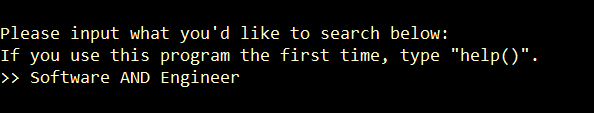 Please input what you'd like to search below:
If you use this program the first time, type "help()".
>> Software AND Engineer